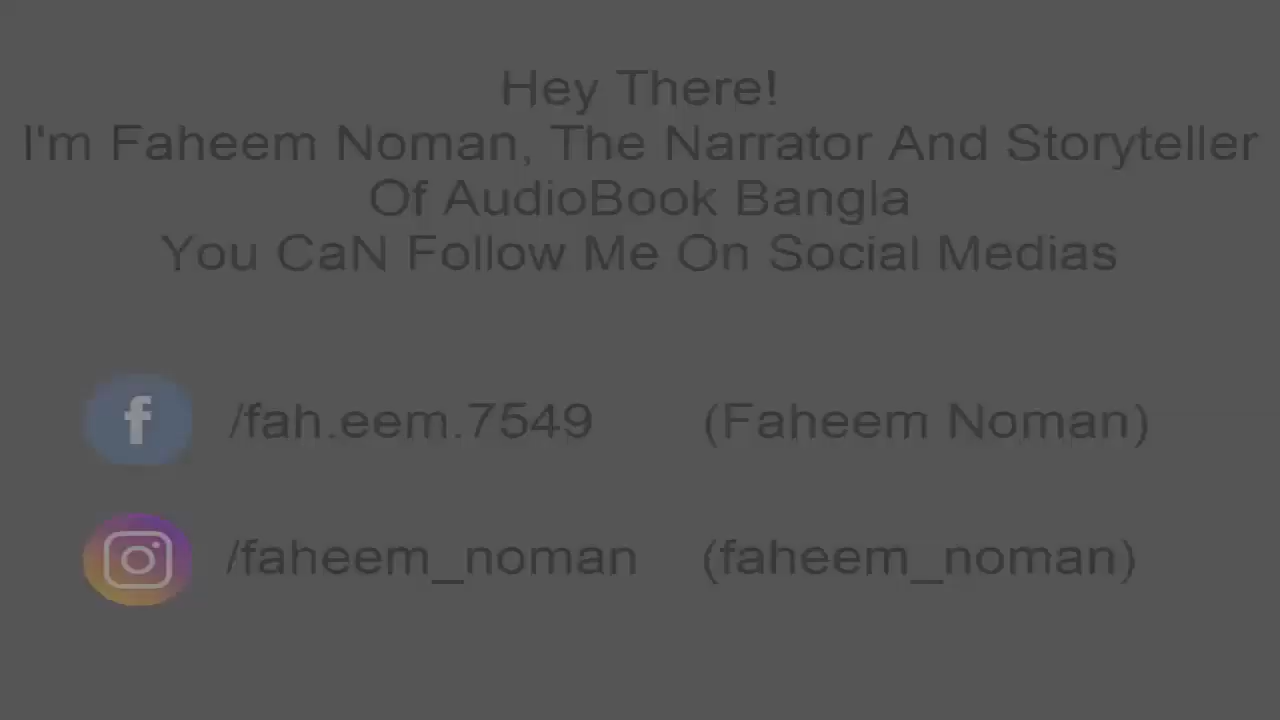 Hey There!
I'm Faheem Noman, The Narrator And Storyteller
Of AudioBook Bangla
You CaN Follow Me On Social Medias
f /fah.eem.7549 (Faheem Noman)
/faheem_noman (faheem_noman)